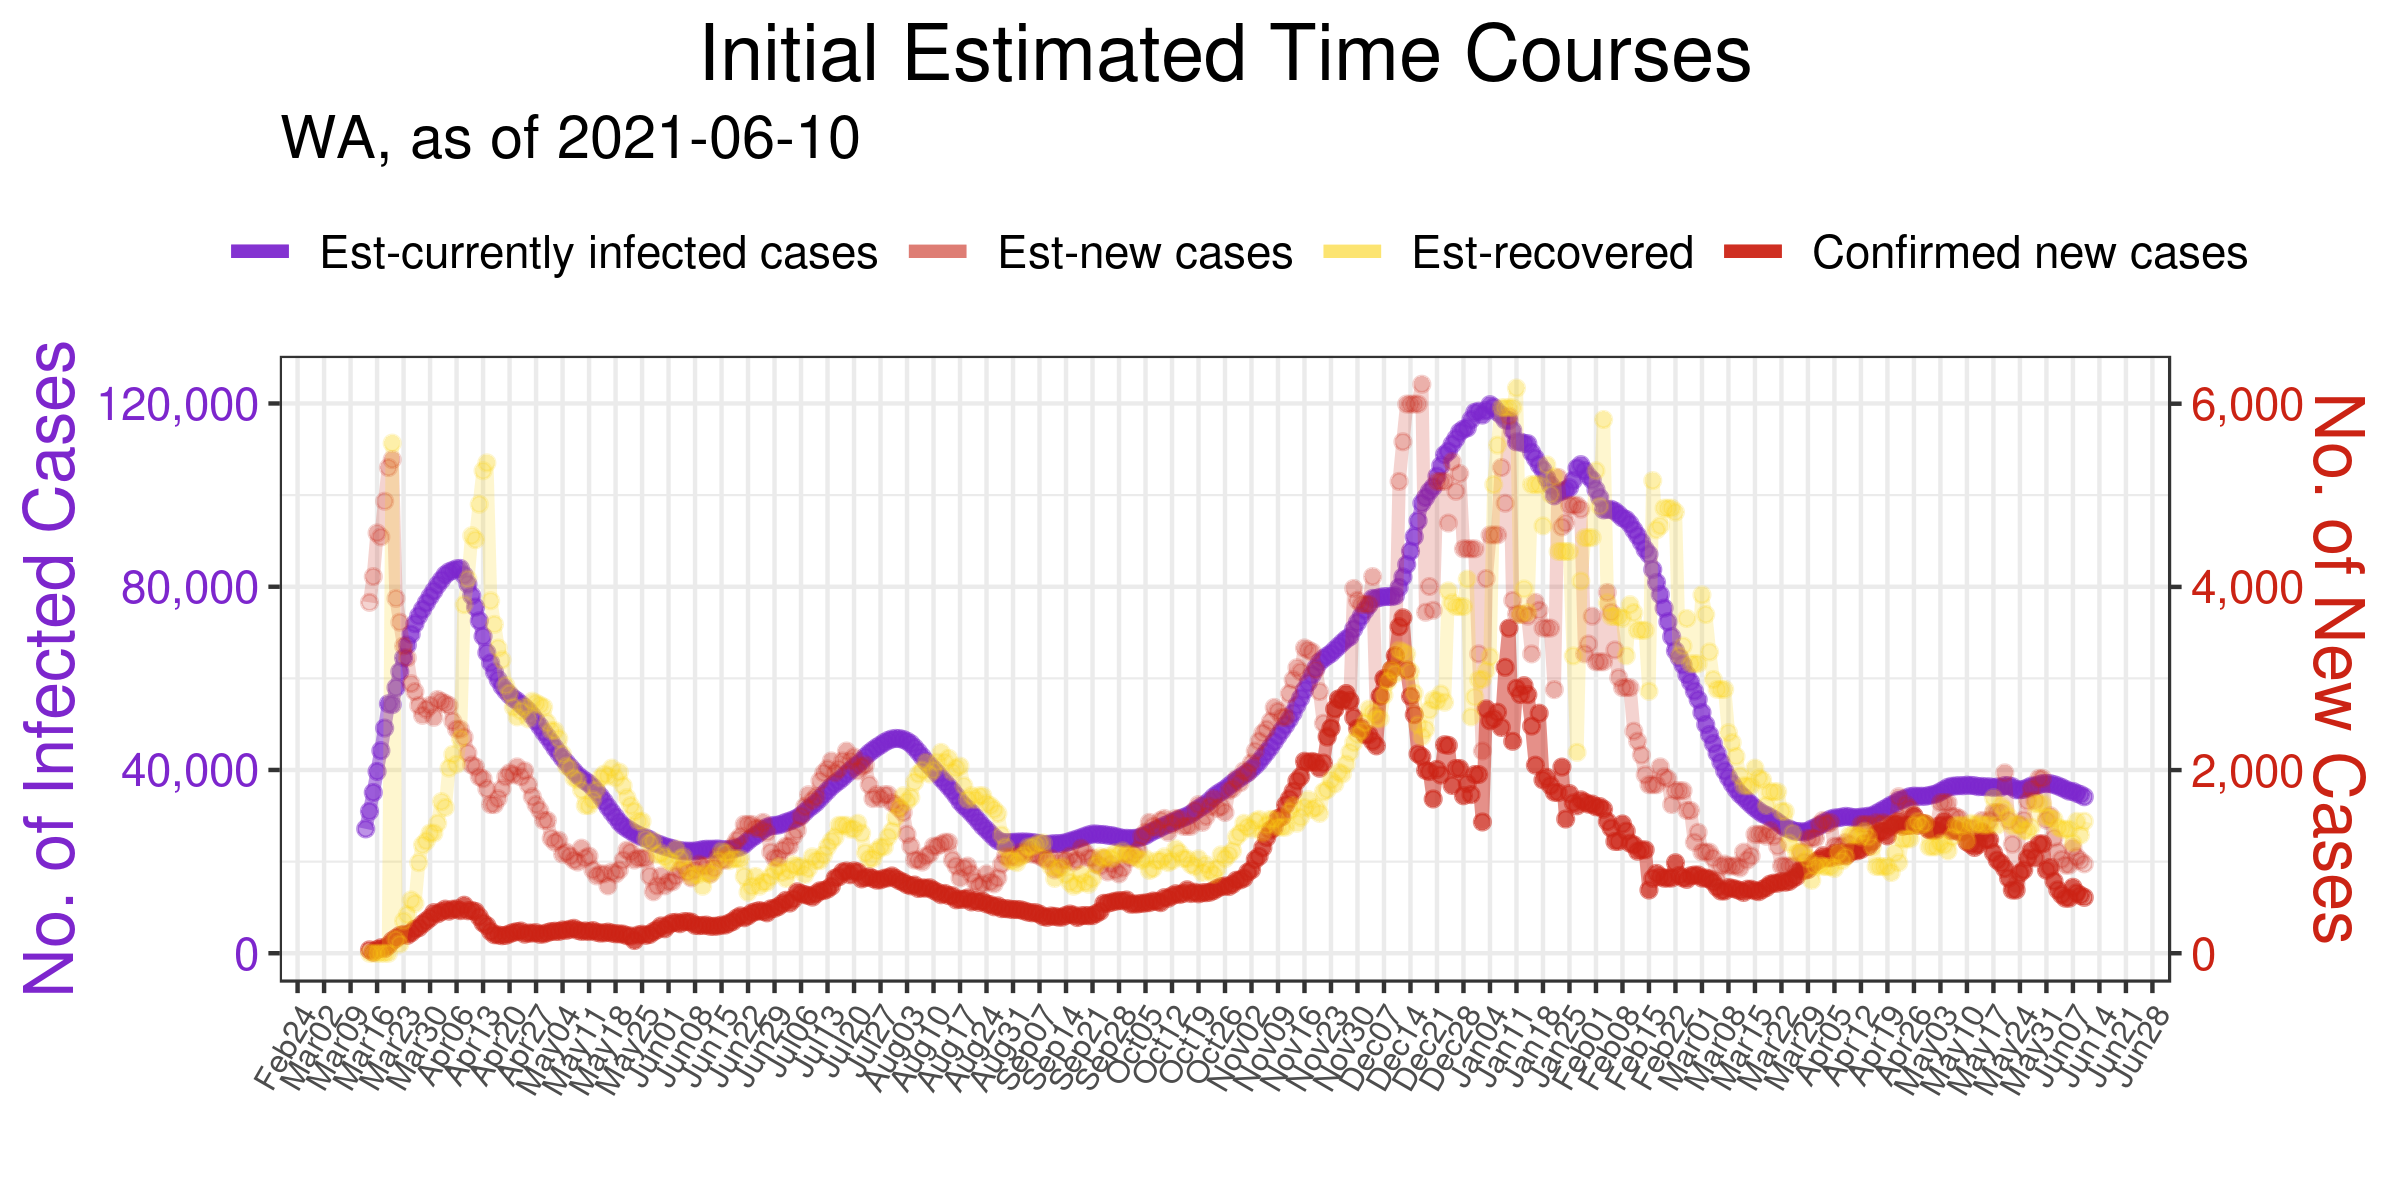 Initial Estimated Time Courses
WA, as of 2021-06-10
Est-currently infected cases Est-new cases Est-recovered Confirmed new cases
No. of Infected Cases
120,000
80,000
40,000
0
6,000
4,000
2,000
0
No. of New Cases
Feb24 Mar02 Mar09 Mar16 Mar23 Mar30 Apr06 Apr13 Apr20 Apr27 May04 May11 May18 May25 Jun01 Jun08 Jun15 Jun22 Jun29 Jul06 Jul13 Jul20 Jul27 Aug03 Aug10 Aug17 Aug24 Aug31 Sep07 Sep14 Sep21 Sep28 Oct05 Oct12 Oct19 Oct26 Nov02 Nov09 Nov16 Nov23 Nov30 Dec07 Dec14 Dec21 Dec28 Jan04 Jan11 Jan18 Jan25 Feb01 Feb08 Feb15 Feb22 Mar01 Mar08 Mar15 Mar22 Mar29 Apr05 Apr12 Apr19 Apr26 May03 May10 May17 May24 May31 Jun07 Jun14 Jun21 Jun28